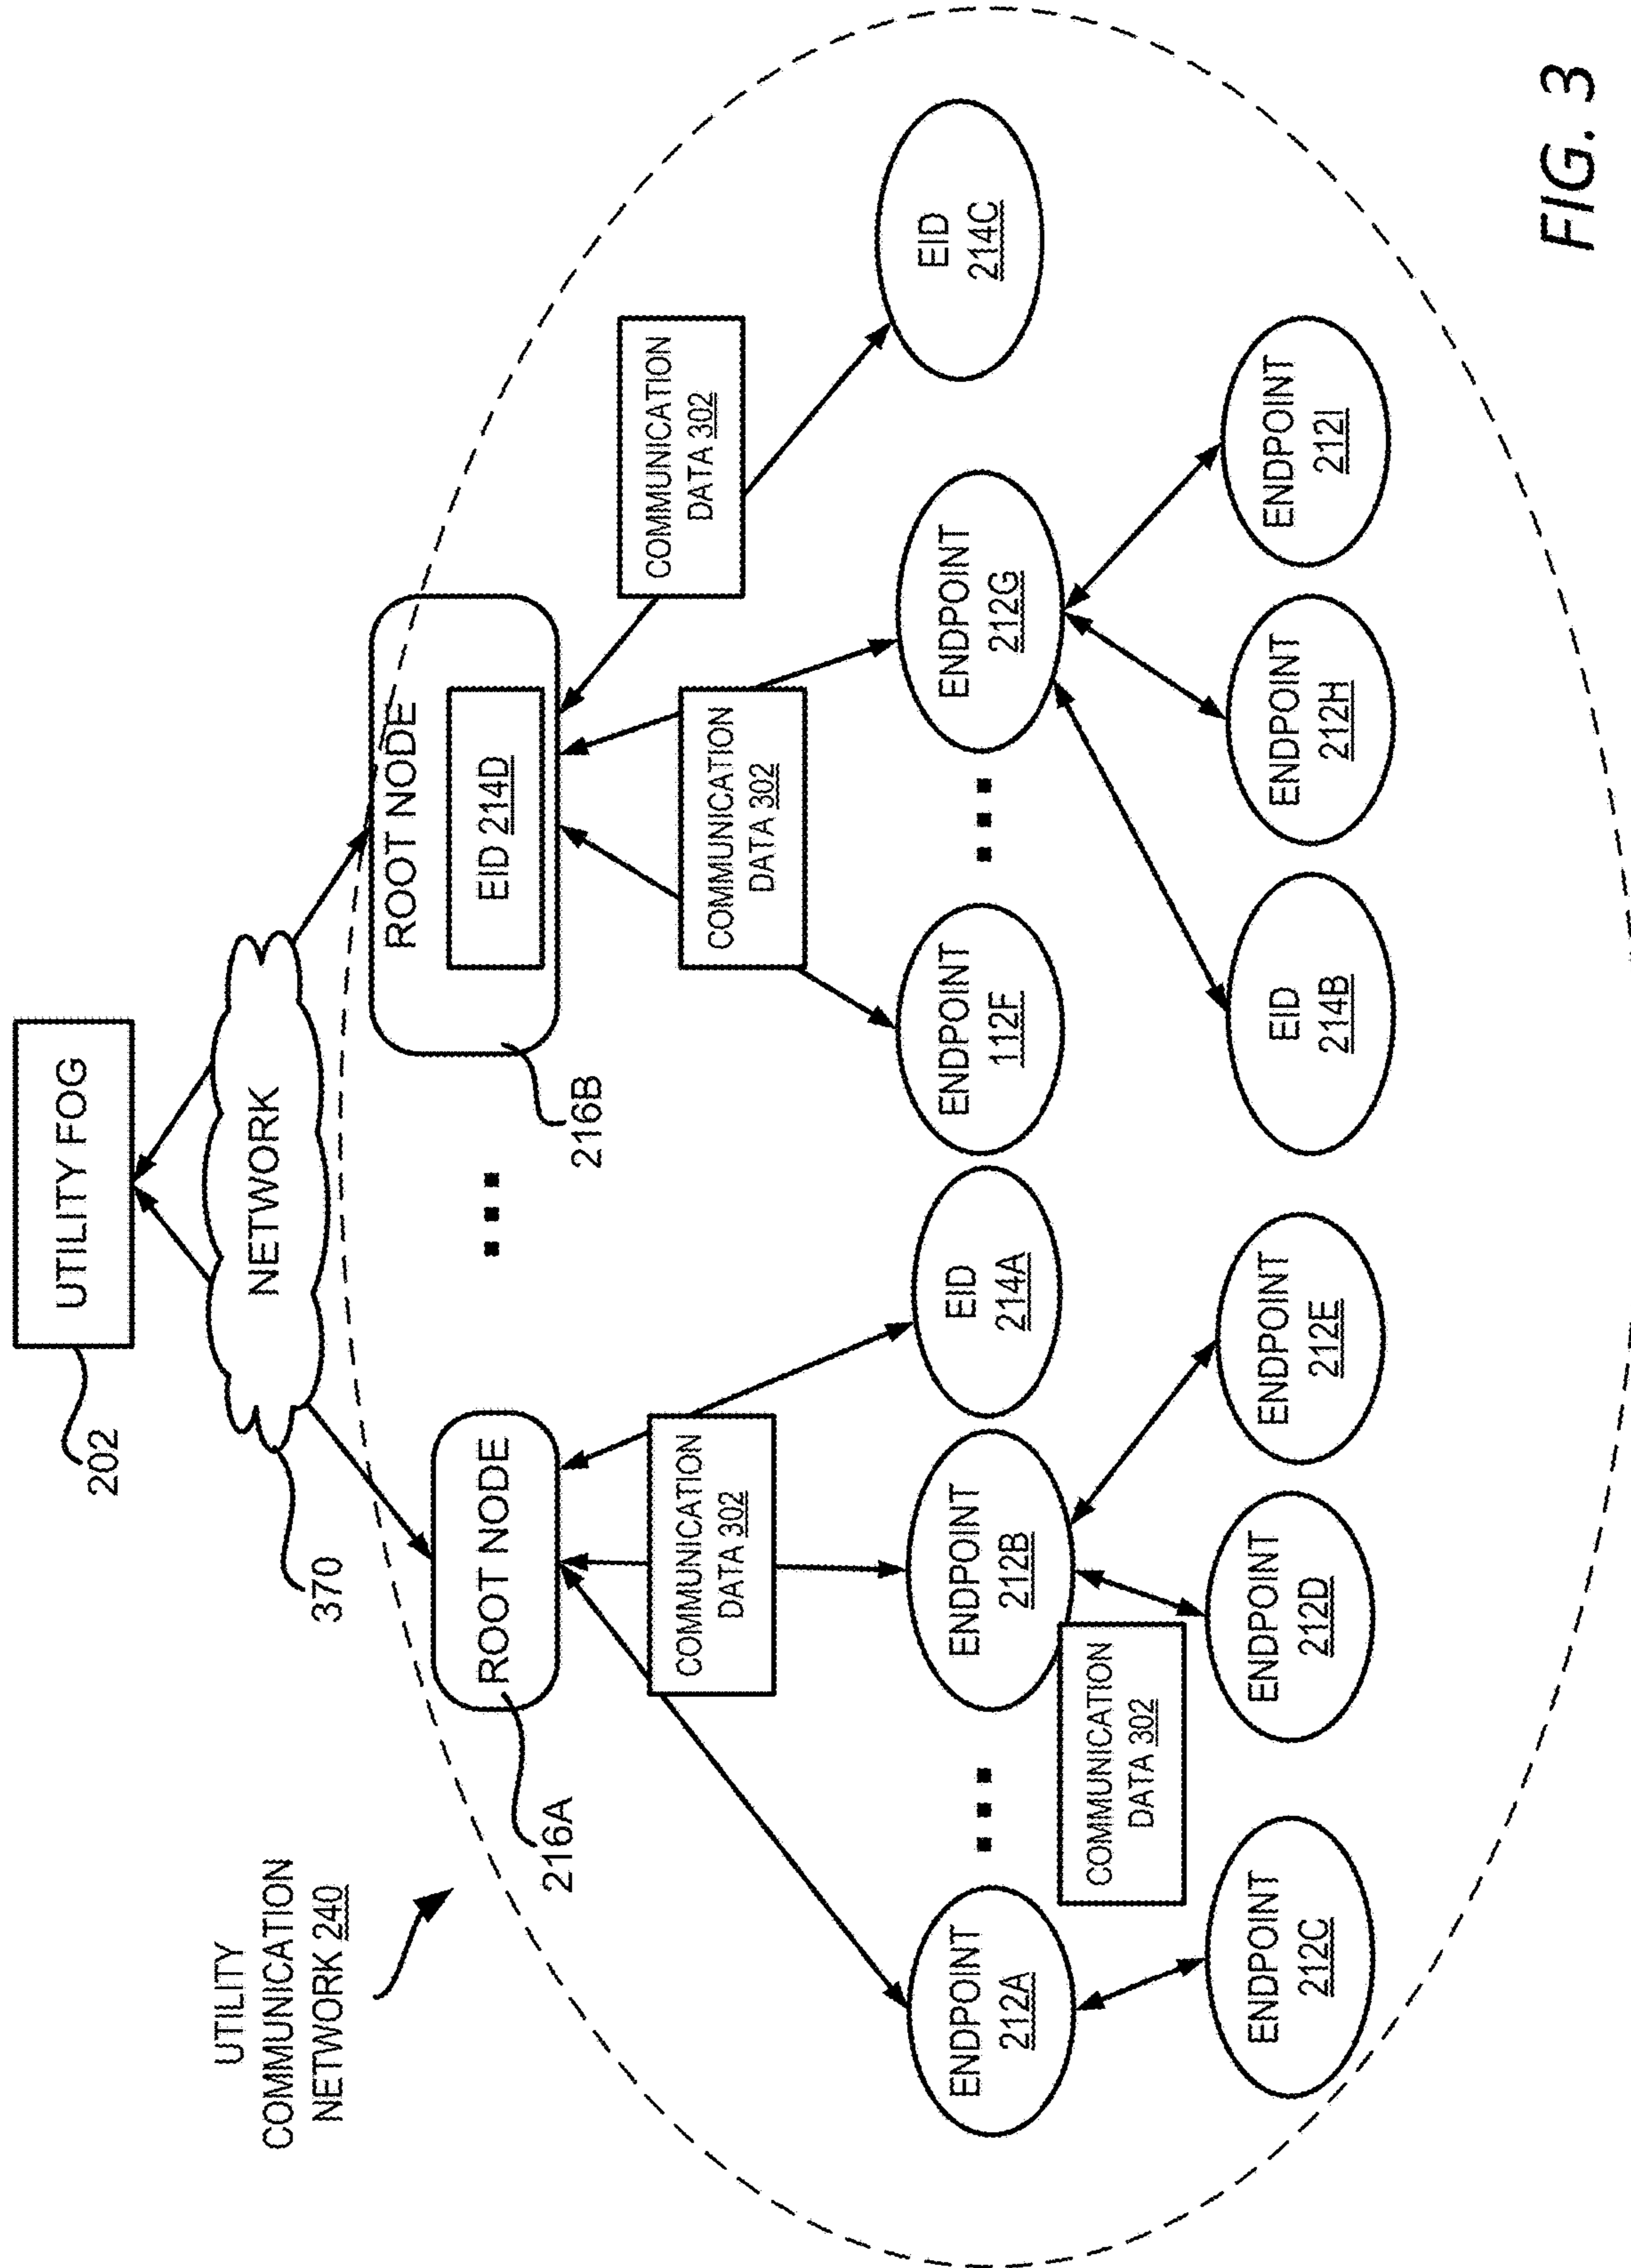 UTILITY FOG
202
NETWORK
370
UTILITY
COMMUNICATION
NETWORK 240
ROOT NODE
216A
ROOT NODE
EID 214D
216B
COMMUNICATION
DATA 302
COMMUNICATION
DATA 302
COMMUNICATION
DATA 302
ENDPOINT
212A
ENDPOINT
212B
EID
214A
ENDPOINT
112F
ENDPOINT
212G
EID
214C
COMMUNICATION
DATA 302
ENDPOINT
212C
ENDPOINT
212D
ENDPOINT
212E
EID
214B
ENDPOINT
212H
ENDPOINT
212I
FIG. 3